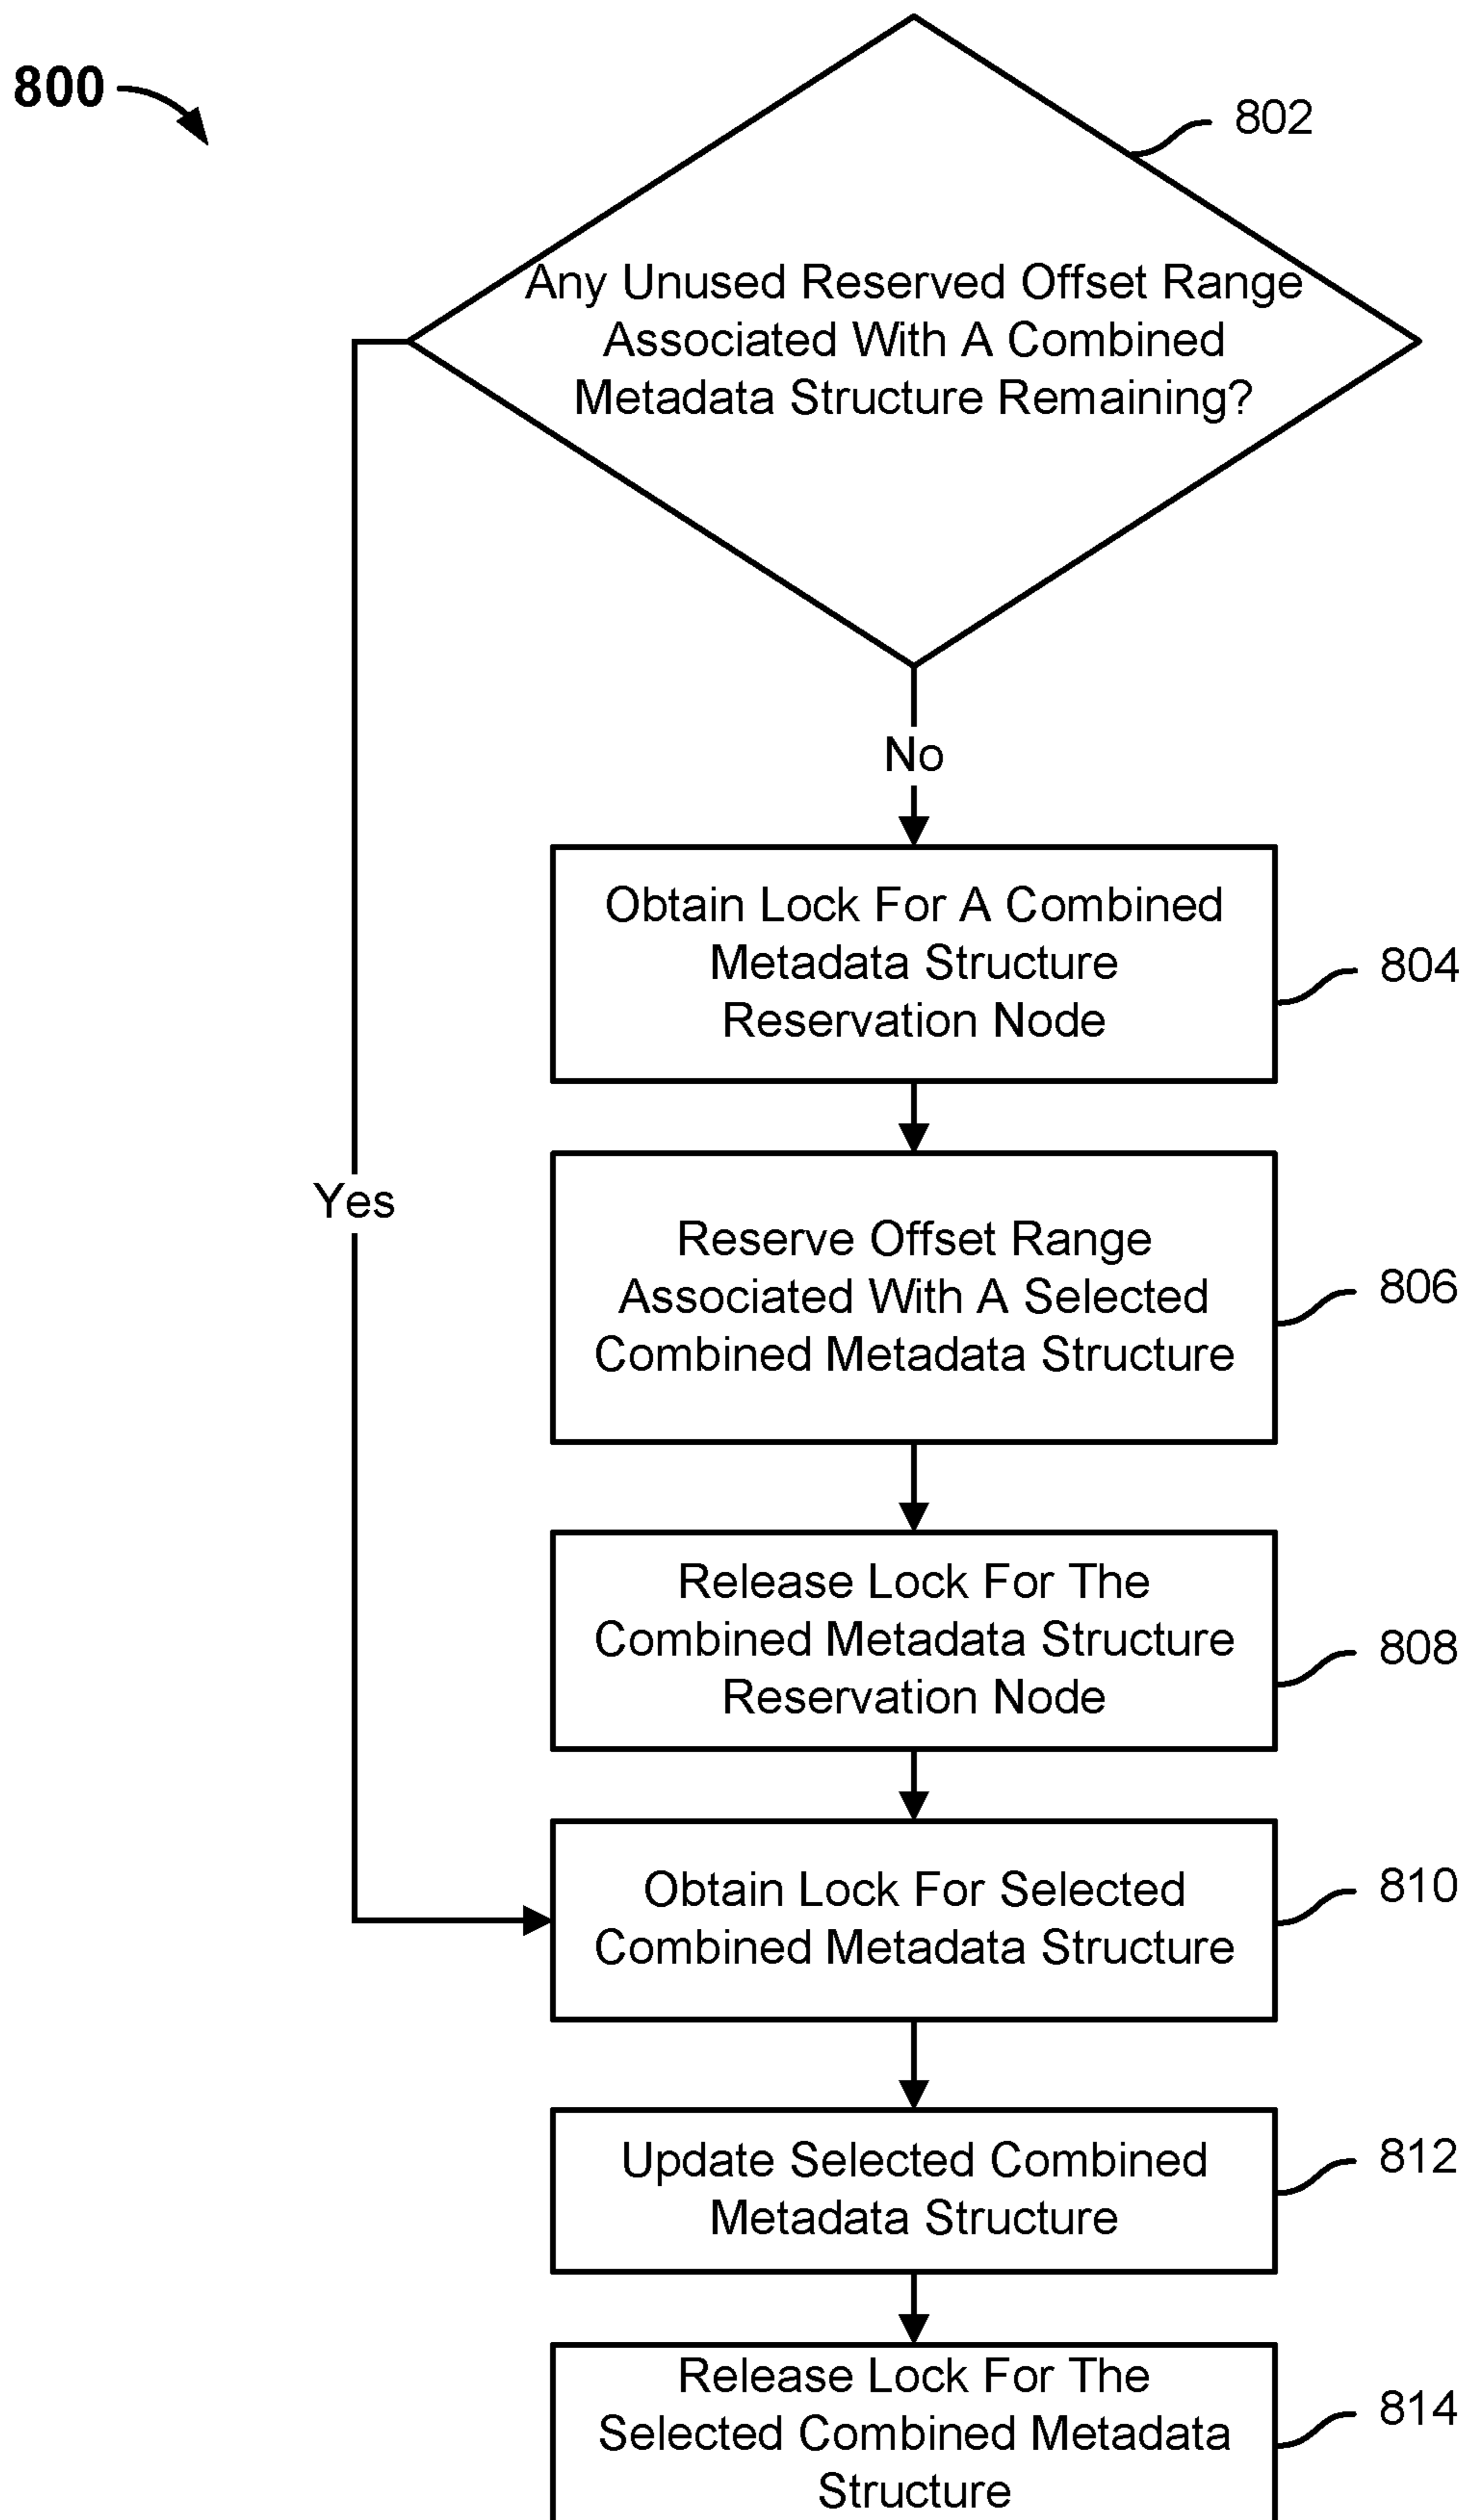 800
802
Any Unused Reserved Offset Range
Associated With A Combined
Metadata Structure Remaining?
No
Obtain Lock For A Combined
Metadata Structure
Reservation Node
804
Yes
Reserve Offset Range
Associated With A Selected
Combined Metadata Structure
806
Release Lock For The
Combined Metadata Structure
Reservation Node
808
Obtain Lock For Selected
Combined Metadata Structure
810
Update Selected Combined
Metadata Structure
812
Release Lock For The
Selected Combined Metadata
Structure
814